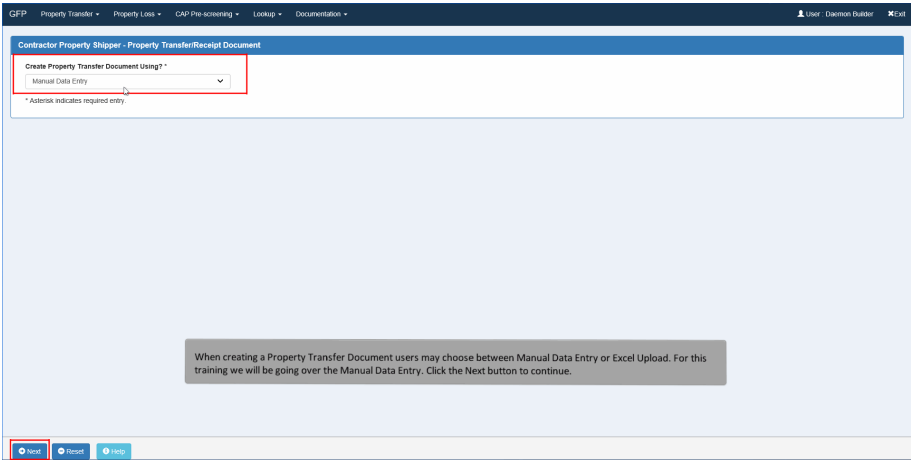 GFP Property Transfer Property Loss CAP Pre-screening Lookup Documentation User : Daemon Builder Exit
Contractor Property Shipper - Property Transfer/Receipt Document
Create Property Transfer Document Using? *
Manual Data Entry
* Asterisk indicates required entry.
When creating a Property Transfer Document users may choose between Manual Data Entry or Excel Upload. For this
training we will be going over the Manual Data Entry. Click the Next button to continue.
Next Reset Help